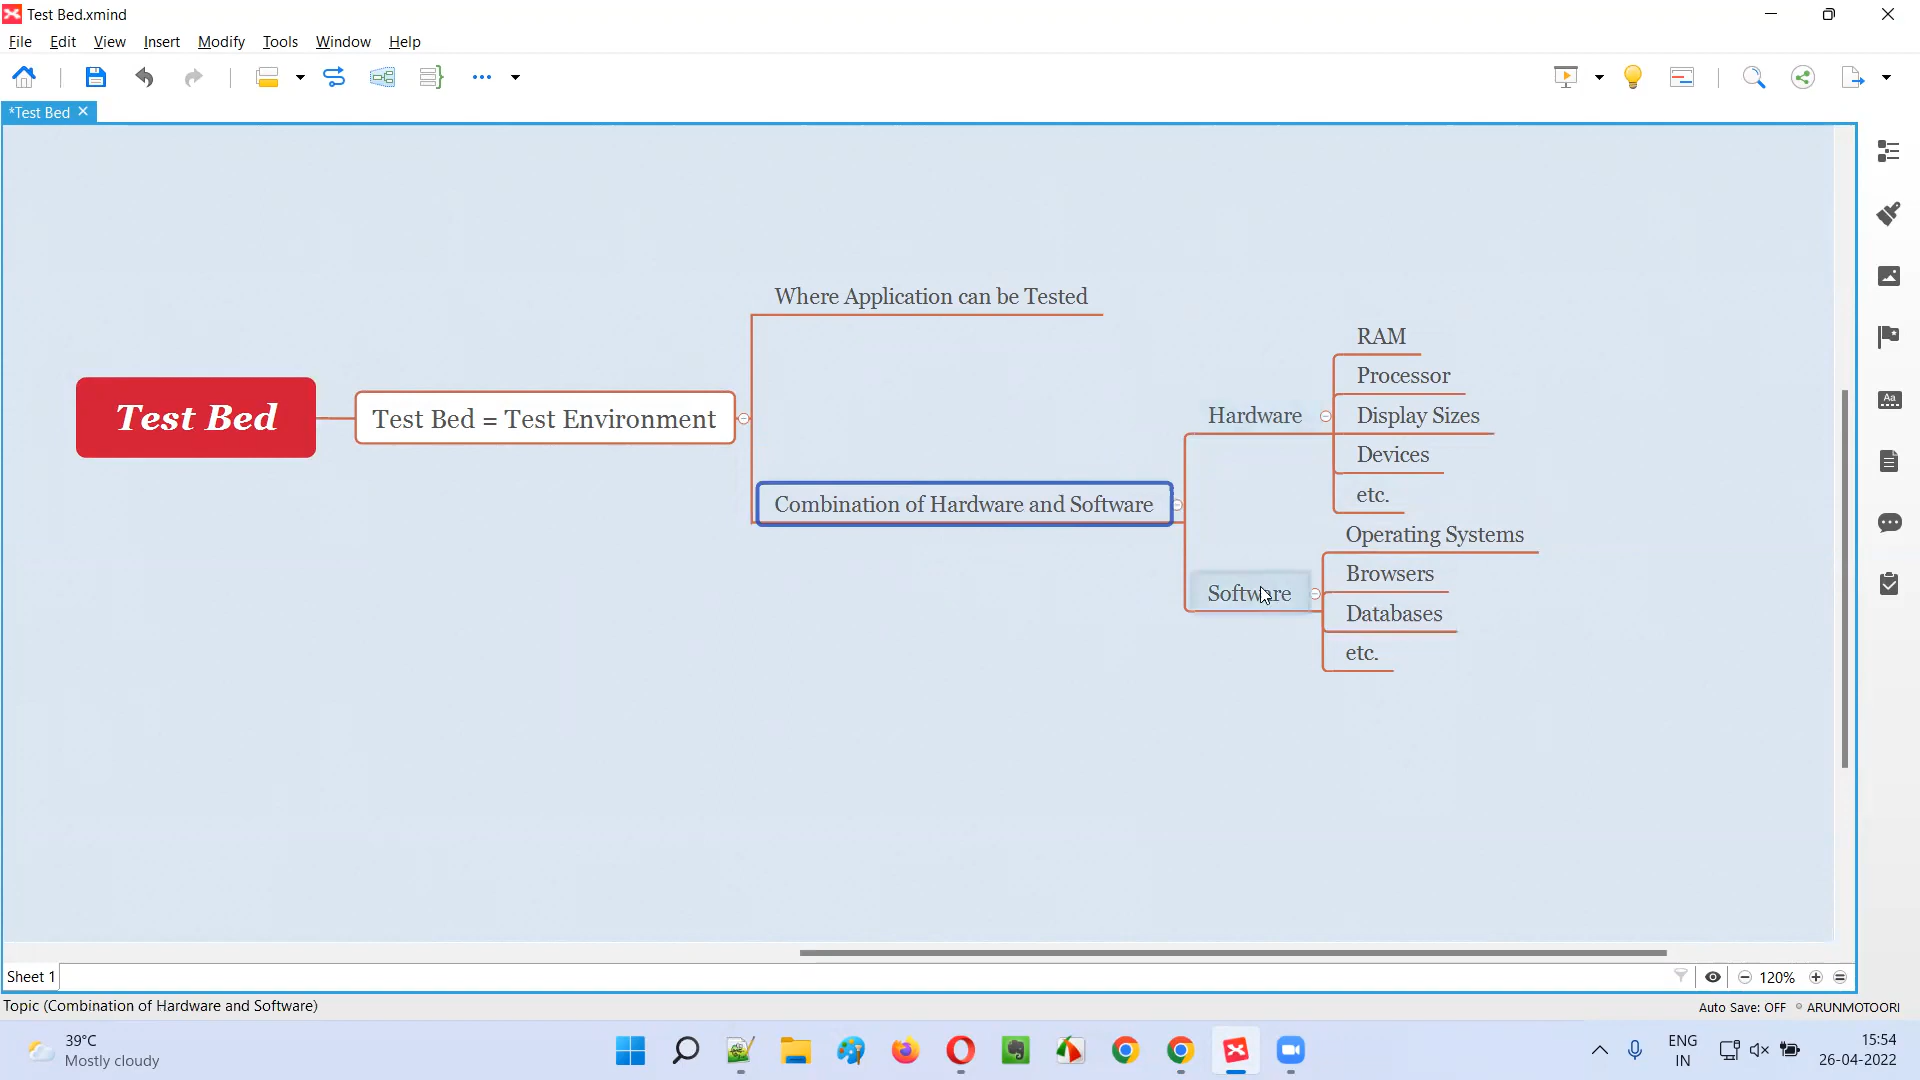 Test Bed.xmind
File Edit View Insert Modify Tools Window Help
*Test Bed
Where Application can be Tested
RAM
Processor
Hardware
Display Sizes
Test Bed
Test Bed = Test Environment
Devices
etc.
Combination of Hardware and Software
Operating Systems
Browsers
Software
Databases
etc.
Aa
Sheet 1
120%
Topic (Combination of Hardware and Software)
Auto Save: OFF ARUNMOTOORI
39°C
Mostly cloudy
ENG
IN
15:54
26-04-2022